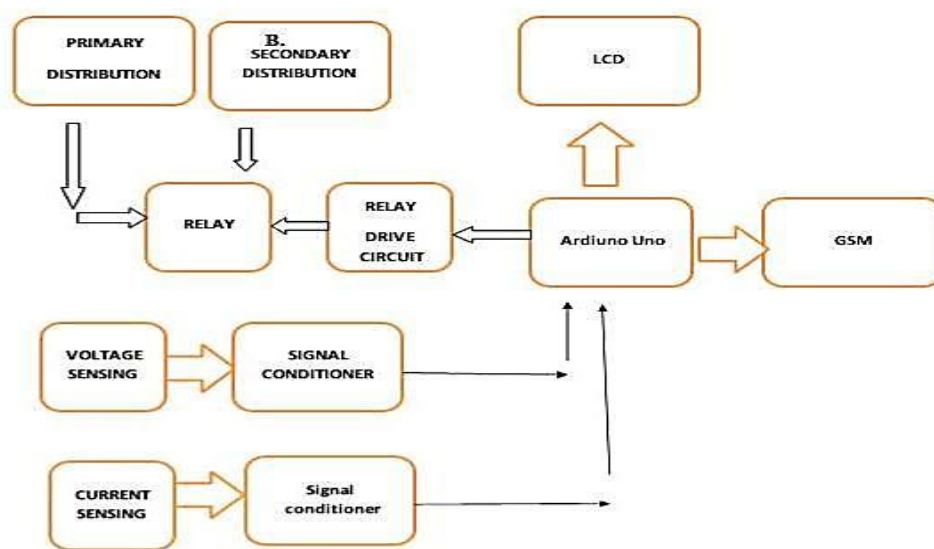 PRIMARY
DISTRIBUTION
B.
SECONDARY
DISTRIBUTION
LCD
RELAY
RELAY
DRIVE
CIRCUIT
Ardiuno Uno
GSM
VOLTAGE
SENSING
SIGNAL
CONDITIONER
CURRENT
SENSING
Signal
conditioner